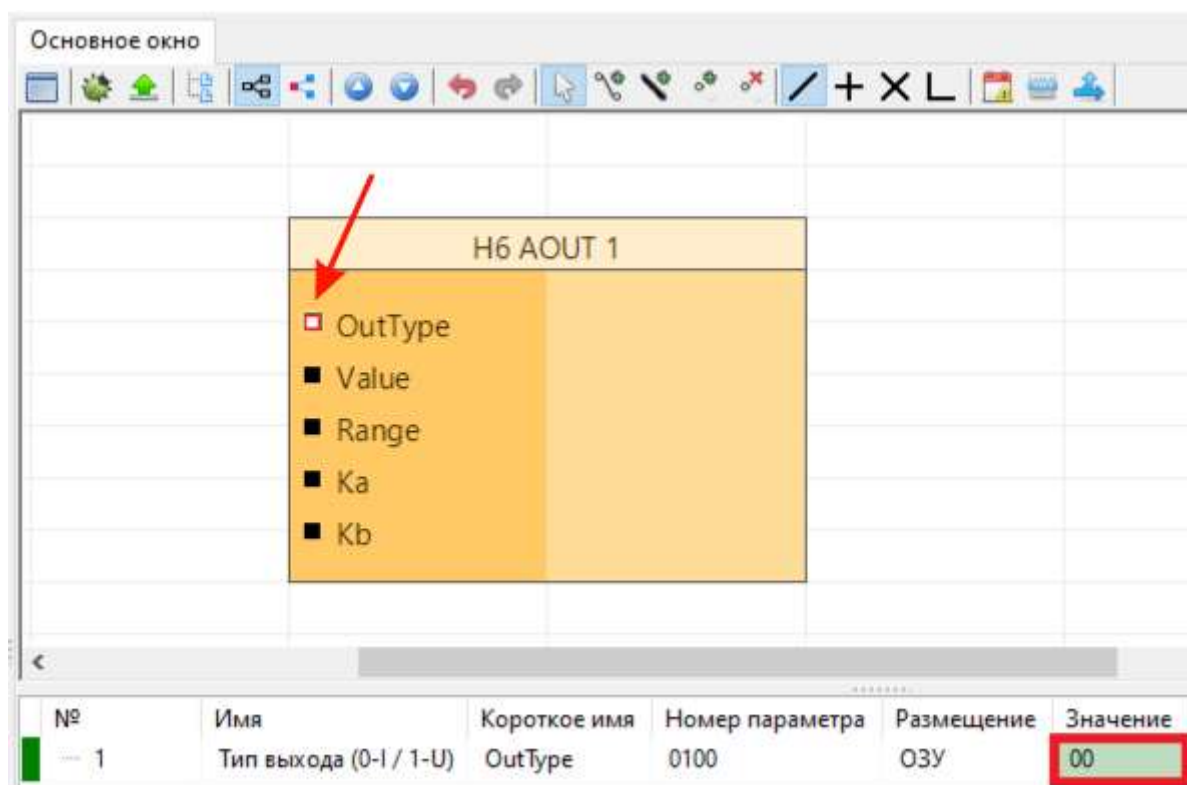 Основное окно
H6 AOUT 1
OutType
Value
Range
Ka
Kb
№ Имя Короткое имя Номер параметра Размещение Значение
1 Тип выхода (0-I / 1-U) OutType 0100 ОЗУ 00